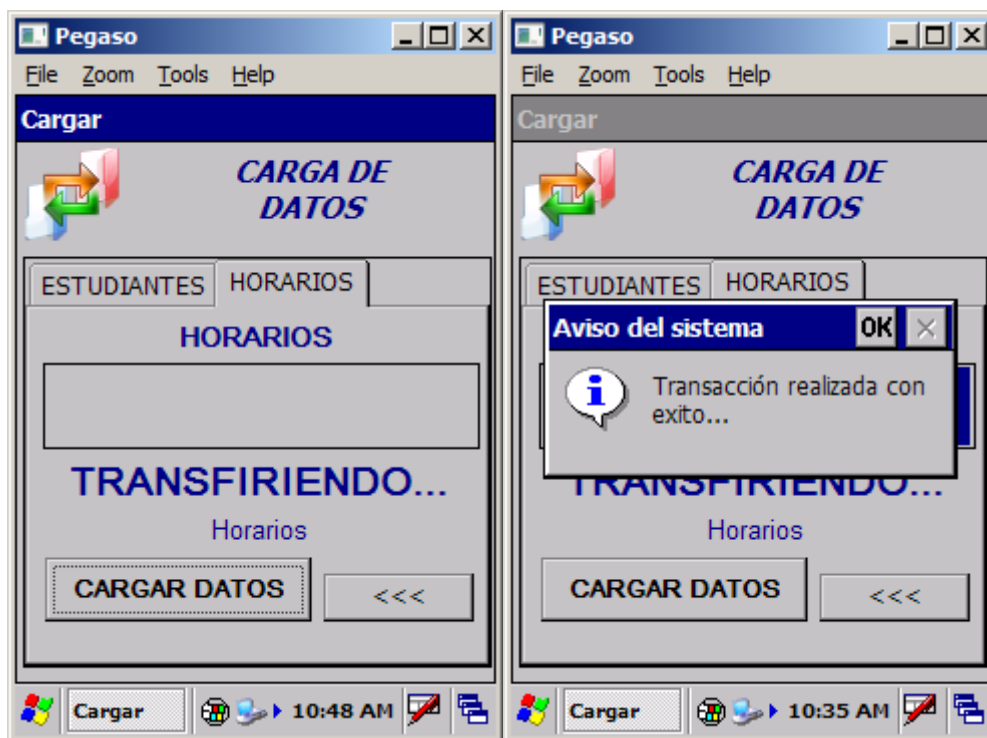 Pegaso
File Zoom Tools Help
Cargar
CARGA DE
DATOS
ESTUDIANTES HORARIOS
HORARIOS
TRANSFIRIENDO...
Horarios
CARGAR DATOS <<<
Cargar 10:48 AM
Pegaso
File Zoom Tools Help
Cargar
CARGA DE
DATOS
ESTUDIANTES HORARIOS
Aviso del sistema OK
Transacción realizada con
exito...
TRANSFIRIENDO...
Horarios
CARGAR DATOS <<<
Cargar 10:35 AM